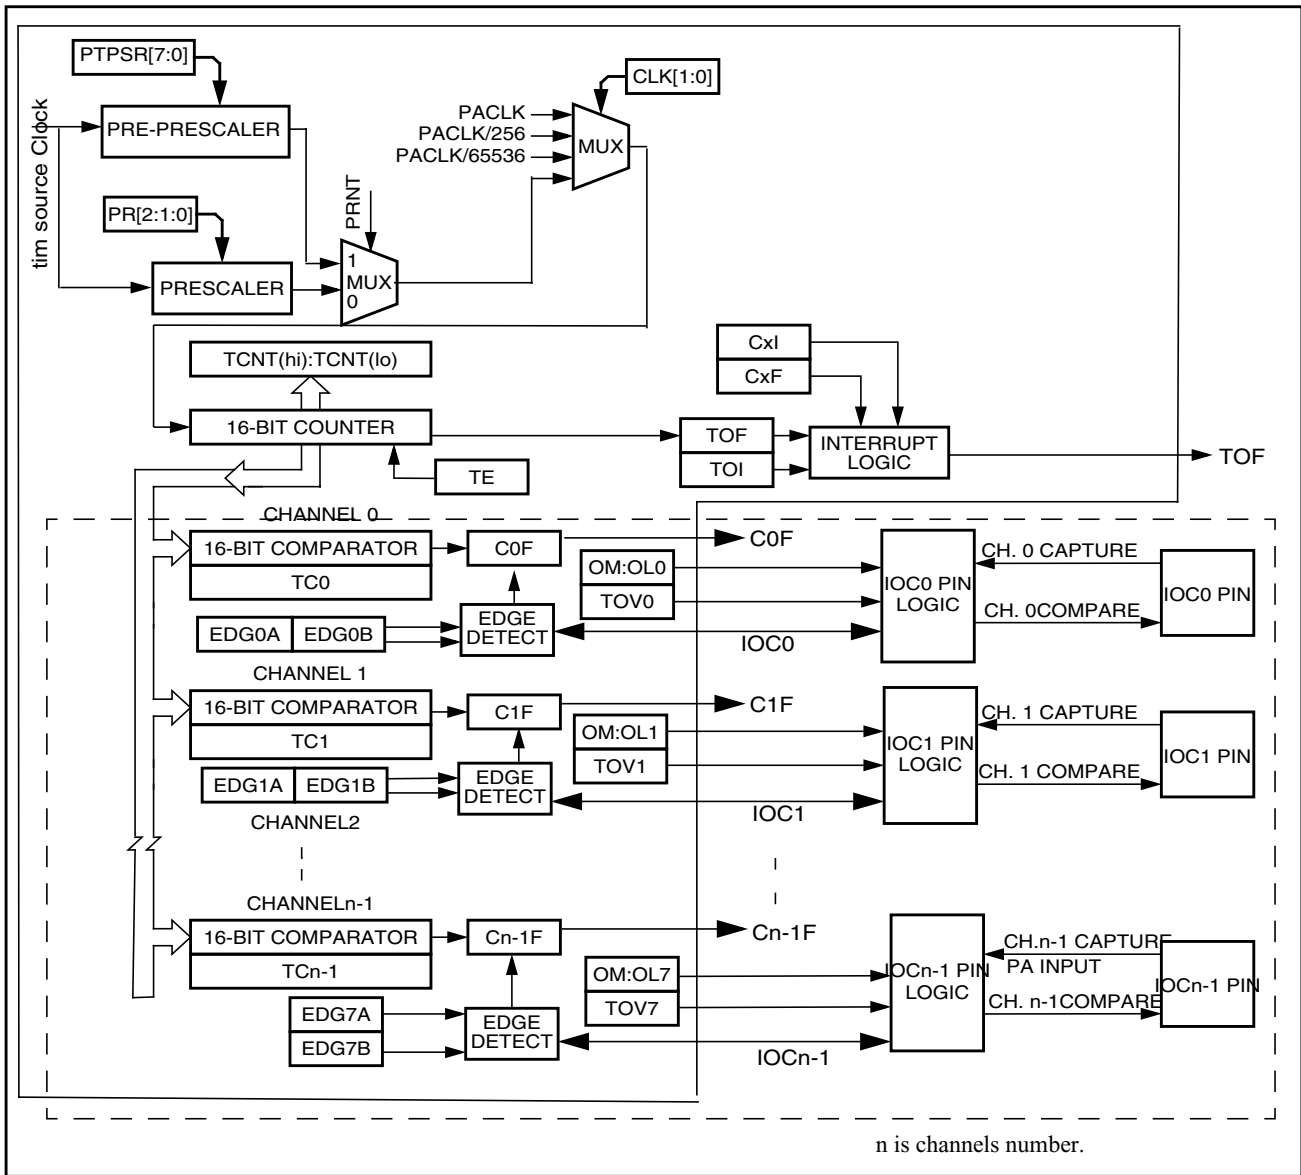 PTPSR[7:0]
CLK[1:0]
tim source Clock
PRE-PRESCALER
PACLK
PACLK/256
PACLK/65536
MUX
PR[2:1:0]
PRNT
PRESCALER
1
MUX
0
TCNT(hi):TCNT(lo)
CxI
CxF
16-BIT COUNTER
TOF
TOI
INTERRUPT
LOGIC
TOF
TE
CHANNEL 0
16-BIT COMPARATOR
TC0
C0F
C0F
OM:OL0
TOV0
IOC0 PIN
LOGIC
CH. 0 CAPTURE
CH. 0COMPARE
IOC0 PIN
EDG0A
EDG0B
EDGE
DETECT
IOC0
CHANNEL 1
16-BIT COMPARATOR
TC1
C1F
C1F
OM:OL1
TOV1
IOC1 PIN
LOGIC
CH. 1 CAPTURE
CH. 1 COMPARE
IOC1 PIN
EDG1A
EDG1B
EDGE
DETECT
IOC1
CHANNEL2
CHANNELn-1
16-BIT COMPARATOR
TCn-1
Cn-1F
Cn-1F
OM:OL7
TOV7
IOCn-1 PIN
LOGIC
CH.n-1 CAPTURE
PA INPUT
CH. n-1COMPARE
IOCn-1 PIN
EDG7A
EDG7B
EDGE
DETECT
IOCn-1
n is channels number.